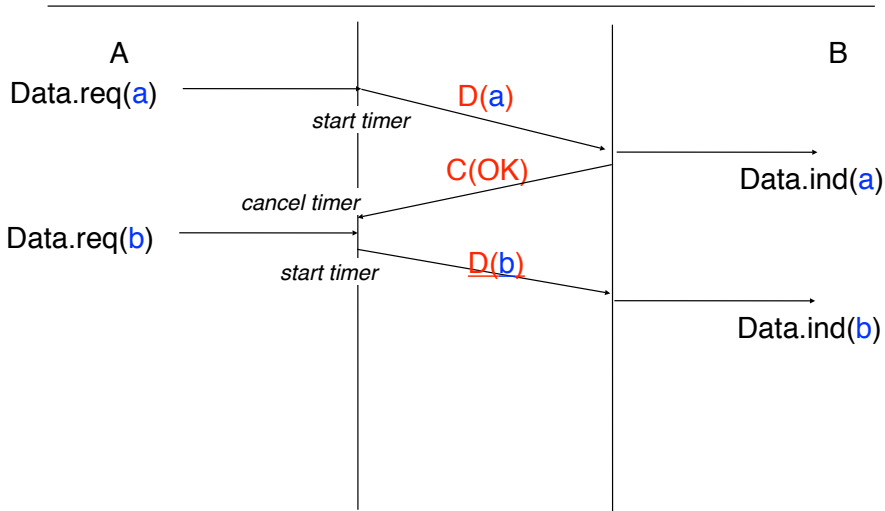 A
B
Data.req(a)
D(a)
start timer
C(OK)
Data.ind(a)
cancel timer
Data.req(b)
start timer
D(b)
Data.ind(b)